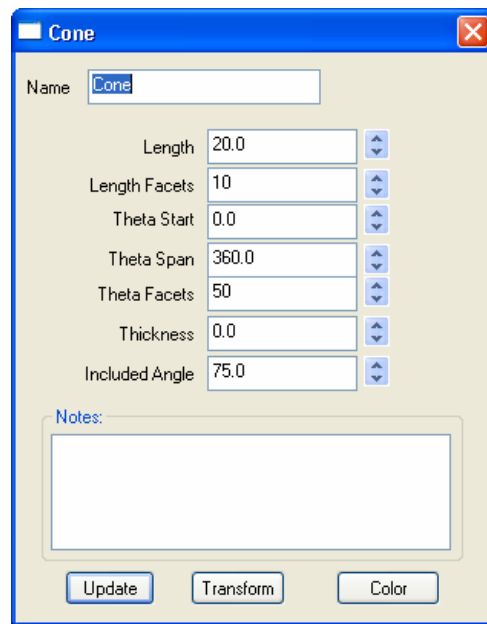 Cone
Name Cone
Length 20.0
Length Facets 10
Theta Start 0.0
Theta Span 360.0
Theta Facets 50
Thickness 0.0
Included Angle 75.0
Notes:
Update Transform Color